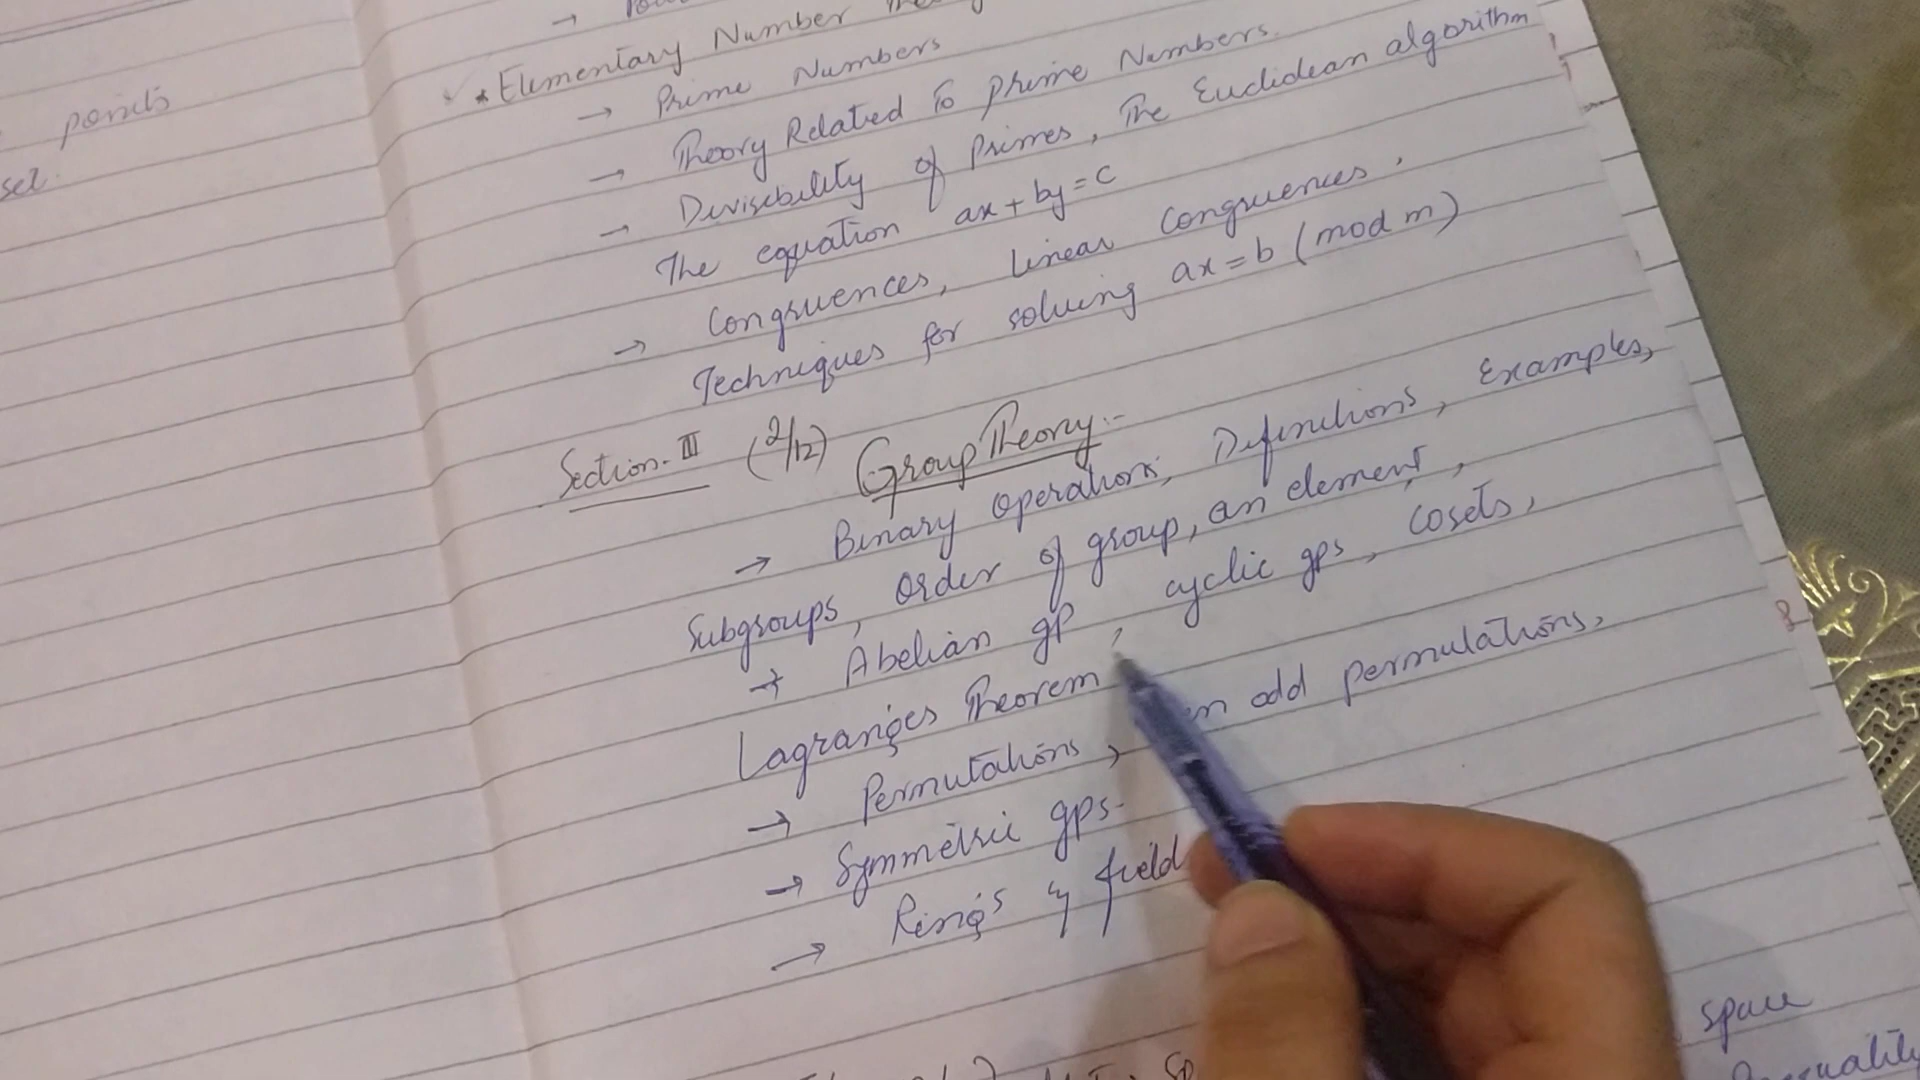 points
set.
* Elementary Number
→ Prime Numbers
→ Theory Related to prime Numbers.
→ Divisebility of Primes, The Euclidean algorithm
The equation ax + by = c
→ Congruences, linear congruences,
Techniques for solving ax = b (mod m)
Section-III (2/12) Group Theory:-
→ Binary operations, Definitions, Examples,
Subgroups, order of group, an element,
→ Abelian gp, cyclic gps, cosets,
Lagranges Theorem,
→ Permutations, odd permutations,
→ Symmetric gps-
→ Rings & field
space